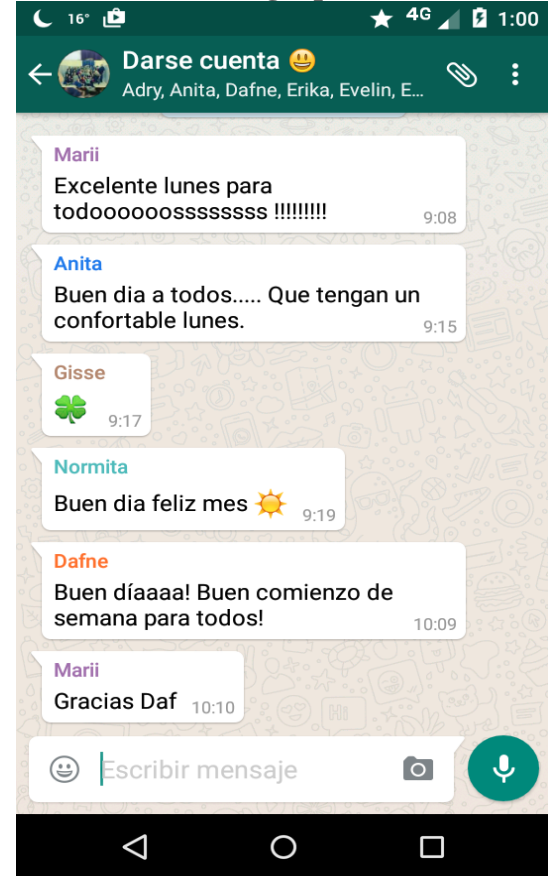 16° 4G 1:00
Darse cuenta 😃
Adry, Anita, Dafne, Erika, Evelin, E...
Marii
Excelente lunes para
todoooooosssssssss !!!!!!!!!
9:08
Anita
Buen dia a todos..... Que tengan un
confortable lunes.
9:15
Gisse
🍀
9:17
Normita
Buen dia feliz mes ☀️
9:19
Dafne
Buen díaaaa! Buen comienzo de
semana para todos!
10:09
Marii
Gracias Daf 10:10
Escribir mensaje